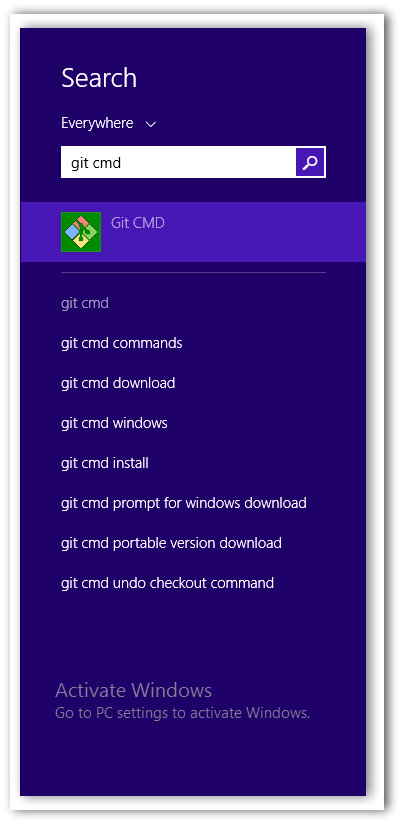 Search
Everywhere
git cmd
Git CMD
git cmd
git cmd commands
git cmd download
git cmd windows
git cmd install
git cmd prompt for windows download
git cmd portable version download
git cmd undo checkout command
Activate Windows
Go to PC settings to activate Windows.